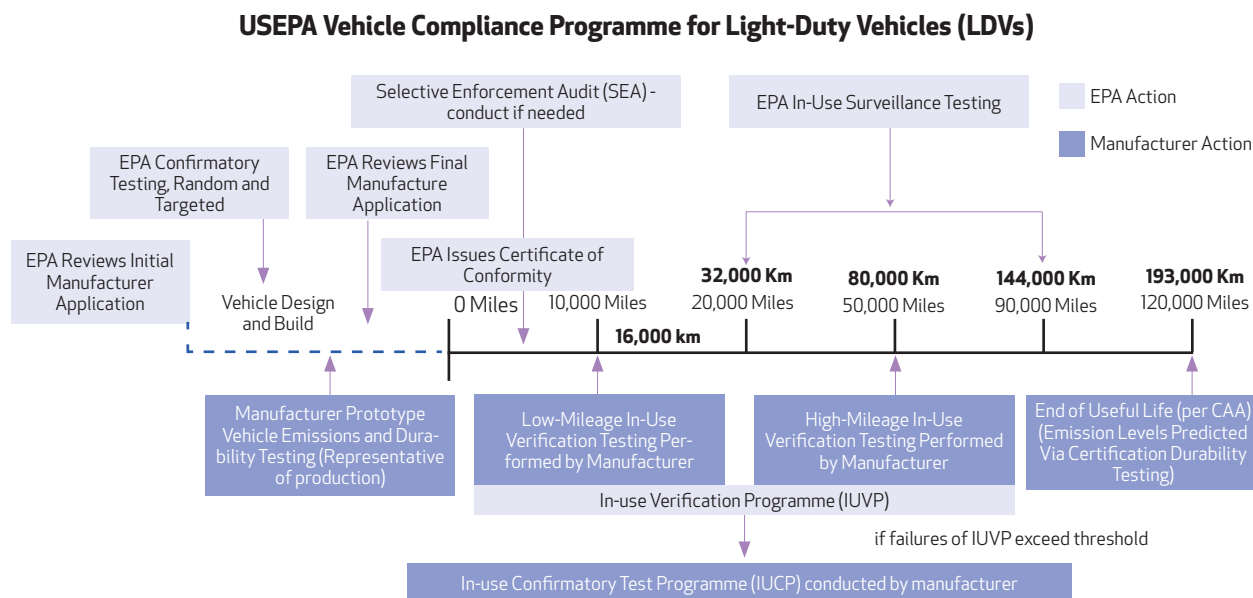 USEPA Vehicle Compliance Programme for Light-Duty Vehicles (LDVs)
Selective Enforcement Audit (SEA) -
conduct if needed
EPA In-Use Surveillance Testing
EPA Action
Manufacturer Action
EPA Confirmatory
Testing, Random and
Targeted
EPA Reviews Final
Manufacture
Application
EPA Reviews Initial
Manufacturer
Application
EPA Issues Certificate of
Conformity
Vehicle Design
and Build
0 Miles
10,000 Miles
16,000 km
32,000 Km
20,000 Miles
80,000 Km
50,000 Miles
144,000 Km
90,000 Miles
193,000 Km
120,000 Miles
Manufacturer Prototype
Vehicle Emissions and Dura-
bility Testing (Representative
of production)
Low-Mileage In-Use
Verification Testing Per-
formed by Manufacturer
High-Mileage In-Use
Verification Testing Performed
by Manufacturer
End of Useful Life (per CAA)
(Emission Levels Predicted
Via Certification Durability
Testing)
In-use Verification Programme (IUVP)
if failures of IUVP exceed threshold
In-use Confirmatory Test Programme (IUCP) conducted by manufacturer